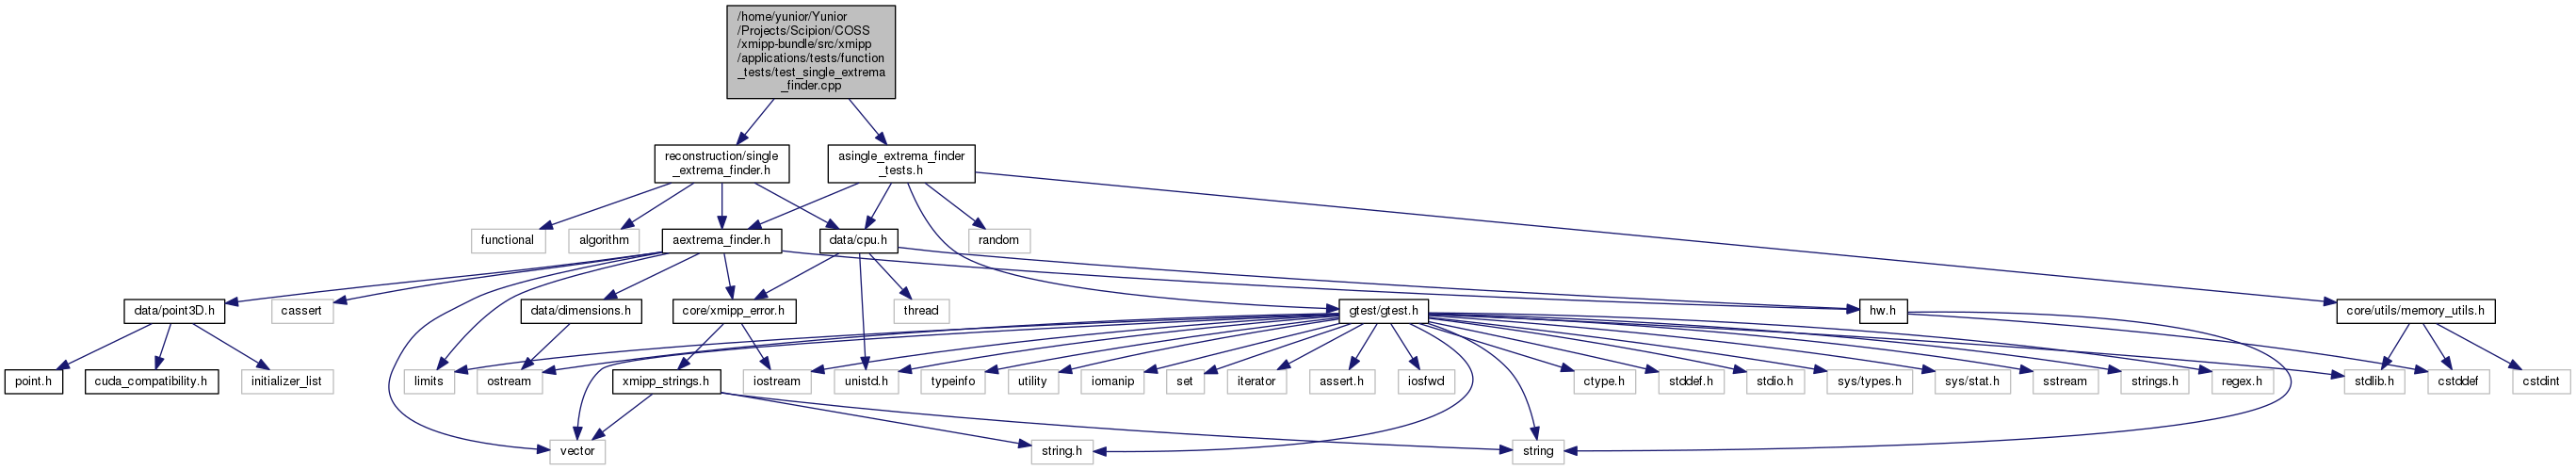 /home/yunior/Yunior
/Projects/Scipion/COSS
/xmipp-bundle/src/xmipp
/applications/tests/function
_tests/test_single_extrema
_finder.cpp
reconstruction/single
_extrema_finder.h
asingle_extrema_finder
_tests.h
functional
algorithm
aextrema_finder.h
data/cpu.h
random
data/point3D.h
cassert
data/dimensions.h
core/xmipp_error.h
thread
gtest/gtest.h
hw.h
core/utils/memory_utils.h
point.h
cuda_compatibility.h
initializer_list
limits
ostream
xmipp_strings.h
iostream
unistd.h
typeinfo
utility
iomanip
set
iterator
assert.h
iosfwd
ctype.h
stddef.h
stdio.h
sys/types.h
sys/stat.h
sstream
strings.h
regex.h
stdlib.h
cstddef
cstdint
vector
string.h
string